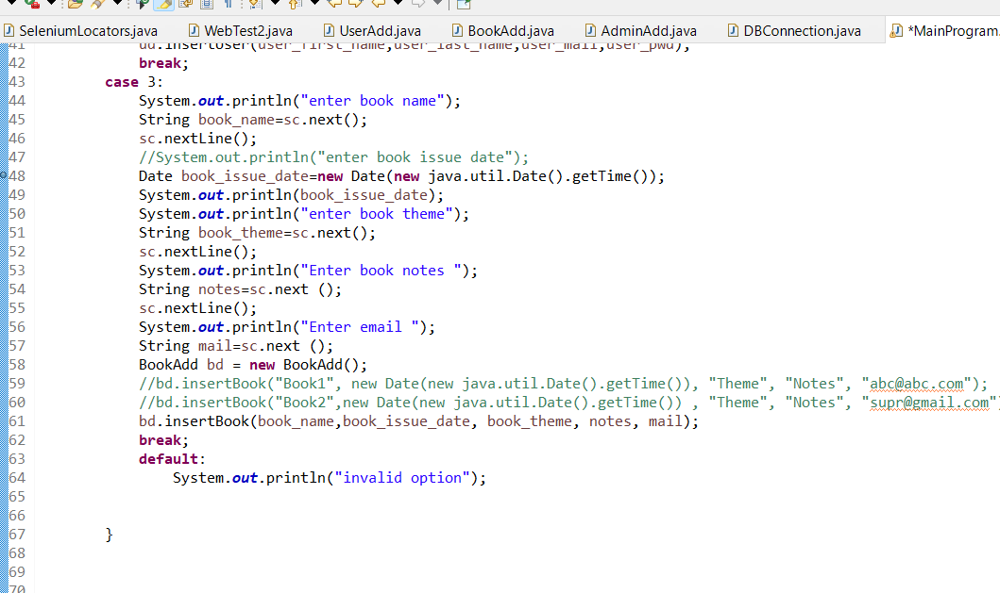 SeleniumLocators.java WebTest2.java UserAdd.java BookAdd.java AdminAdd.java DBConnection.java *MainProgram.
41 ud.insertUser(user_first_name,user_last_name,user_mail,user_pwd);
42 break;
43 case 3:
44 System.out.println("enter book name");
45 String book_name=sc.next();
46 sc.nextLine();
47 //System.out.println("enter book issue date");
48 Date book_issue_date=new Date(new java.util.Date().getTime());
49 System.out.println(book_issue_date);
50 System.out.println("enter book theme");
51 String book_theme=sc.next();
52 sc.nextLine();
53 System.out.println("Enter book notes ");
54 String notes=sc.next ();
55 sc.nextLine();
56 System.out.println("Enter email ");
57 String mail=sc.next ();
58 BookAdd bd = new BookAdd();
59 //bd.insertBook("Book1", new Date(new java.util.Date().getTime()), "Theme", "Notes", "abc@abc.com");
60 //bd.insertBook("Book2",new Date(new java.util.Date().getTime()) , "Theme", "Notes", "supr@gmail.com")
61 bd.insertBook(book_name,book_issue_date, book_theme, notes, mail);
62 break;
63 default:
64 System.out.println("invalid option");
65
66
67 }
68
69
70